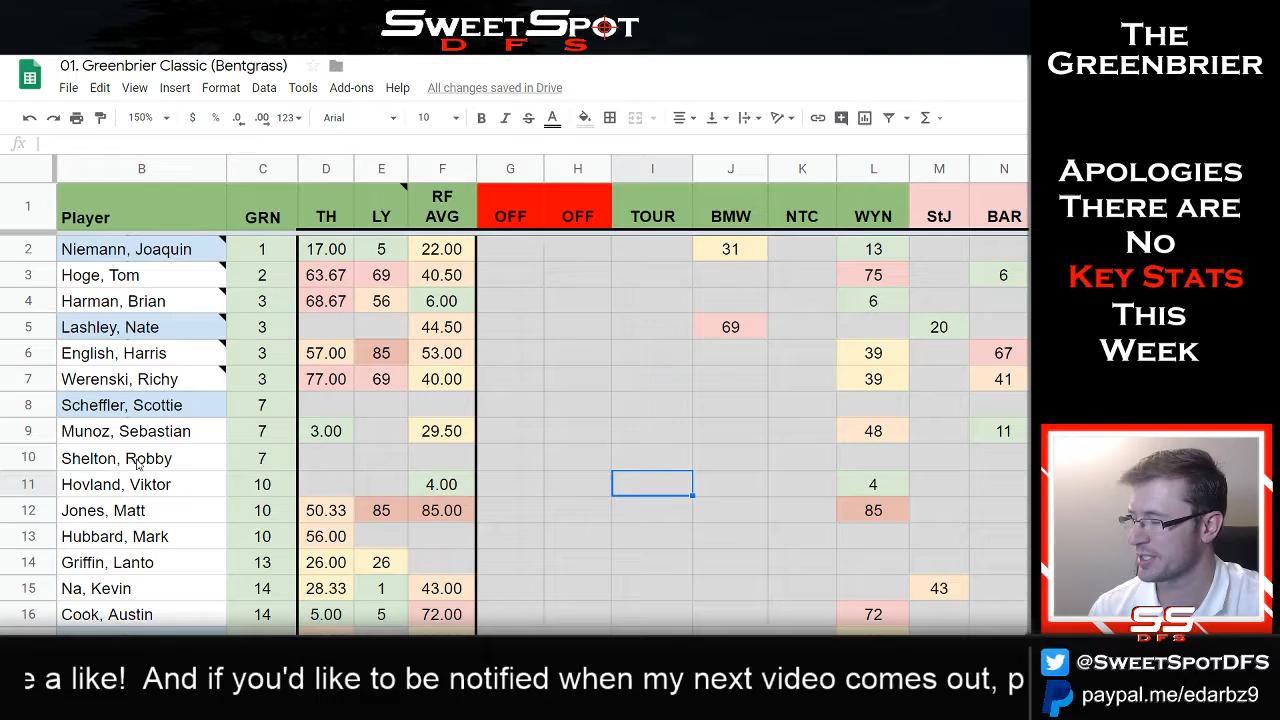 SWEETSPOT
DFS
01. Greenbrier Classic (Bentgrass)
File Edit View Insert Format Data Tools Add-ons Help All changes saved in Drive
150% $ % .0 .00 123 Arial 10 B I S A
fx
B C D E F G H I J K L M N
1 Player GRN TH LY RF AVG OFF OFF TOUR BMW NTC WYN StJ BAR
2 Niemann, Joaquin 1 17.00 5 22.00 31 13
3 Hoge, Tom 2 63.67 69 40.50 75 6
4 Harman, Brian 3 68.67 56 6.00 6
5 Lashley, Nate 3 44.50 69 20
6 English, Harris 3 57.00 85 53.00 39 67
7 Werenski, Richy 3 77.00 69 40.00 39 41
8 Scheffler, Scottie 7
9 Munoz, Sebastian 7 3.00 29.50 48 11
10 Shelton, Robby 7
11 Hovland, Viktor 10 4.00 4
12 Jones, Matt 10 50.33 85 85.00 85
13 Hubbard, Mark 10 56.00
14 Griffin, Lanto 13 26.00 26
15 Na, Kevin 14 28.33 1 43.00 43
16 Cook, Austin 14 5.00 5 72.00 72
THE
GREENBRIER
APOLOGIES
THERE ARE
NO
KEY STATS
THIS
WEEK
SS
DFS
@SWEETSPOTDFS
paypal.me/edarbz9
e a like! And if you'd like to be notified when my next video comes out, p